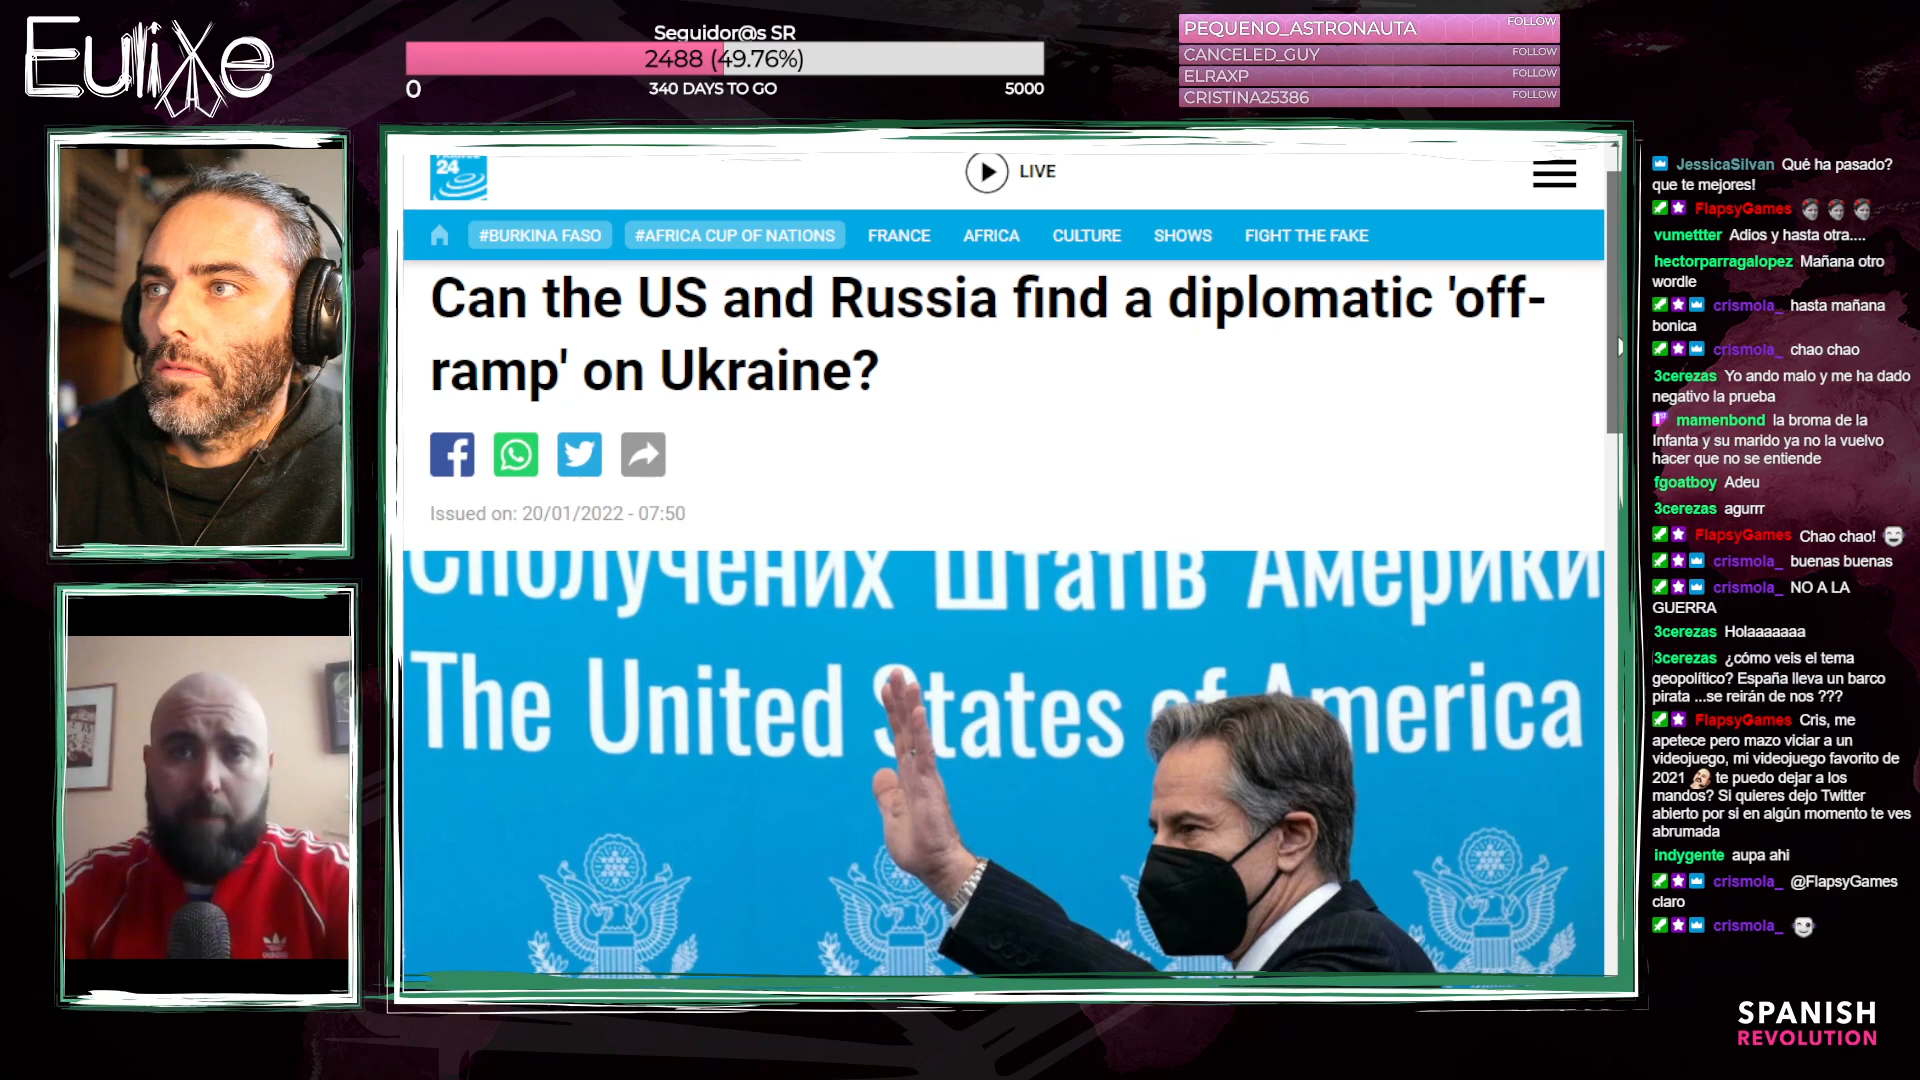 Eurixe
Seguidor@s SR
2488 (49.76%)
0
340 DAYS TO GO
5000
PEQUENO_ASTRONAUTA FOLLOW
CANCELED_GUY FOLLOW
ELRAXP FOLLOW
CRISTINA25386 FOLLOW
FRANCE
24
LIVE
#BURKINA FASO #AFRICA CUP OF NATIONS FRANCE AFRICA CULTURE SHOWS FIGHT THE FAKE
Can the US and Russia find a diplomatic 'off-
ramp' on Ukraine?
Issued on: 20/01/2022 - 07:50
Сполучених Штатів Америки
The United States of America
JessicaSilvan Qué ha pasado?
que te mejores!
FlapsyGames
vumettter Adios y hasta otra....
hectorparragalopez Mañana otro
wordle
crismola_ hasta mañana
bonica
crismola_ chao chao
3cerezas Yo ando malo y me ha dado
negativo la prueba
mamenbond la broma de la
Infanta y su marido ya no la vuelvo
hacer que no se entiende
fgoatboy Adeu
3cerezas agurrr
FlapsyGames Chao chao!
crismola_ buenas buenas
crismola_ NO A LA
GUERRA
3cerezas Holaaaaaaa
3cerezas ¿cómo veis el tema
geopolítico? España lleva un barco
pirata ...se reirán de nos ???
FlapsyGames Cris, me
apetece pero mazo viciar a un
videojuego, mi videojuego favorito de
2021 te puedo dejar a los
mandos? Si quieres dejo Twitter
abierto por si en algún momento te ves
abrumada
indygente aupa ahi
crismola_ @FlapsyGames
claro
crismola_
adidas
SPANISH
REVOLUTION